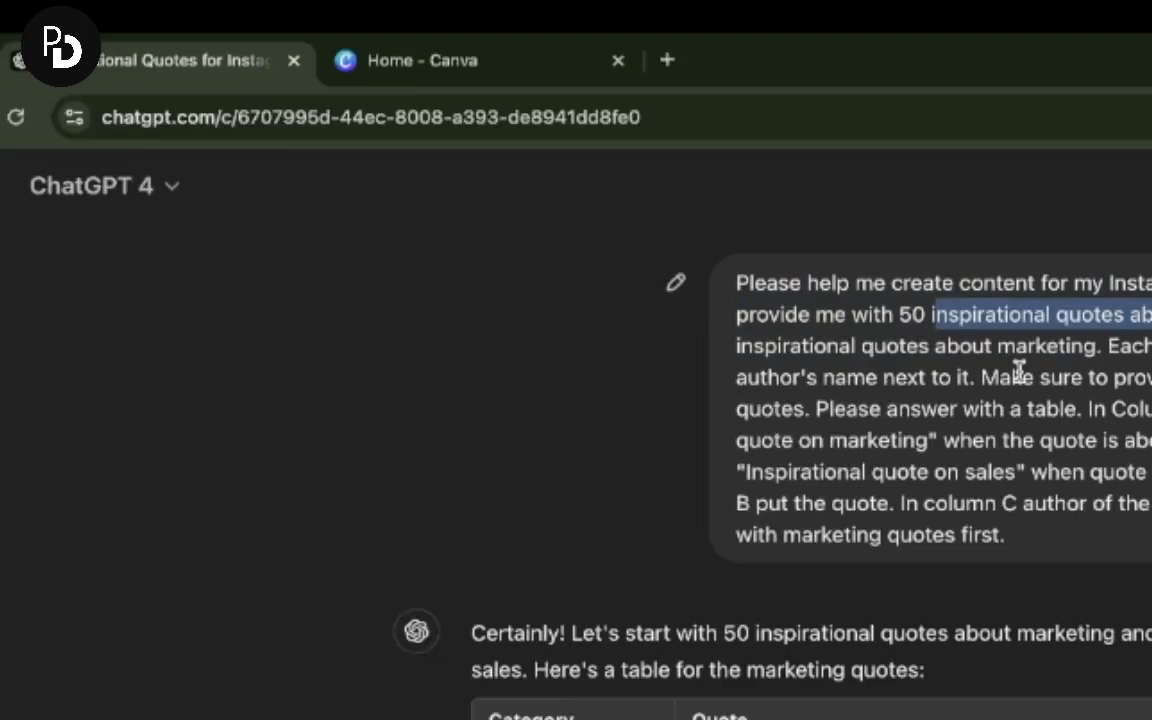 PD
ional Quotes for Insta
Home - Canva
chatgpt.com/c/6707995d-44ec-8008-a393-de8941dd8fe0
ChatGPT 4
Please help me create content for my Insta
provide me with 50 inspirational quotes ab
inspirational quotes about marketing. Each
author's name next to it. Make sure to prov
quotes. Please answer with a table. In Colu
quote on marketing" when the quote is abo
"Inspirational quote on sales" when quote
B put the quote. In column C author of the
with marketing quotes first.
Certainly! Let's start with 50 inspirational quotes about marketing and
sales. Here's a table for the marketing quotes:
Category Quote